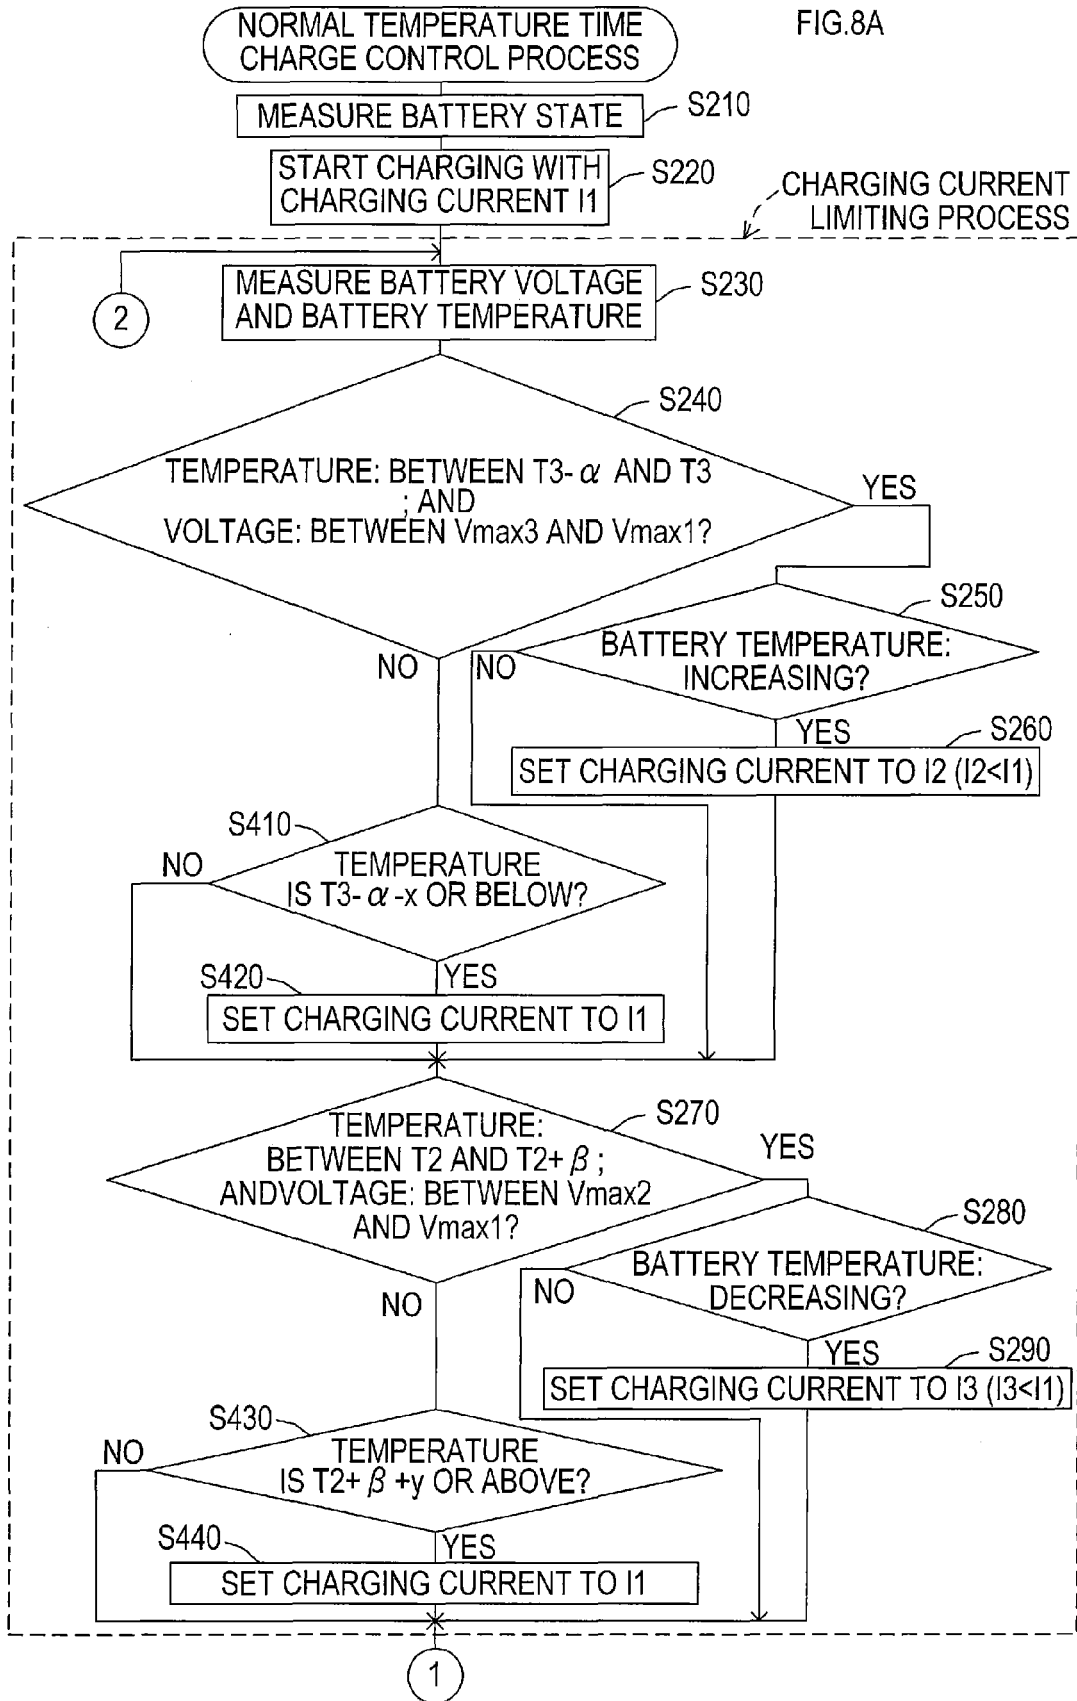 FIG.8A
NORMAL TEMPERATURE TIME
CHARGE CONTROL PROCESS
MEASURE BATTERY STATE
S210
START CHARGING WITH
CHARGING CURRENT I1
S220
CHARGING CURRENT
LIMITING PROCESS
2
MEASURE BATTERY VOLTAGE
AND BATTERY TEMPERATURE
S230
S240
TEMPERATURE: BETWEEN T3-α AND T3
; AND
VOLTAGE: BETWEEN Vmax3 AND Vmax1?
YES
NO
S250
BATTERY TEMPERATURE:
INCREASING?
NO
YES
S260
SET CHARGING CURRENT TO I2 (I2<I1)
S410
TEMPERATURE
IS T3-α-x OR BELOW?
NO
YES
S420
SET CHARGING CURRENT TO I1
S270
TEMPERATURE:
BETWEEN T2 AND T2+β;
ANDVOLTAGE: BETWEEN Vmax2
AND Vmax1?
YES
NO
S280
BATTERY TEMPERATURE:
DECREASING?
NO
YES
S290
SET CHARGING CURRENT TO I3 (I3<I1)
S430
TEMPERATURE
IS T2+β+y OR ABOVE?
NO
YES
S440
SET CHARGING CURRENT TO I1
1